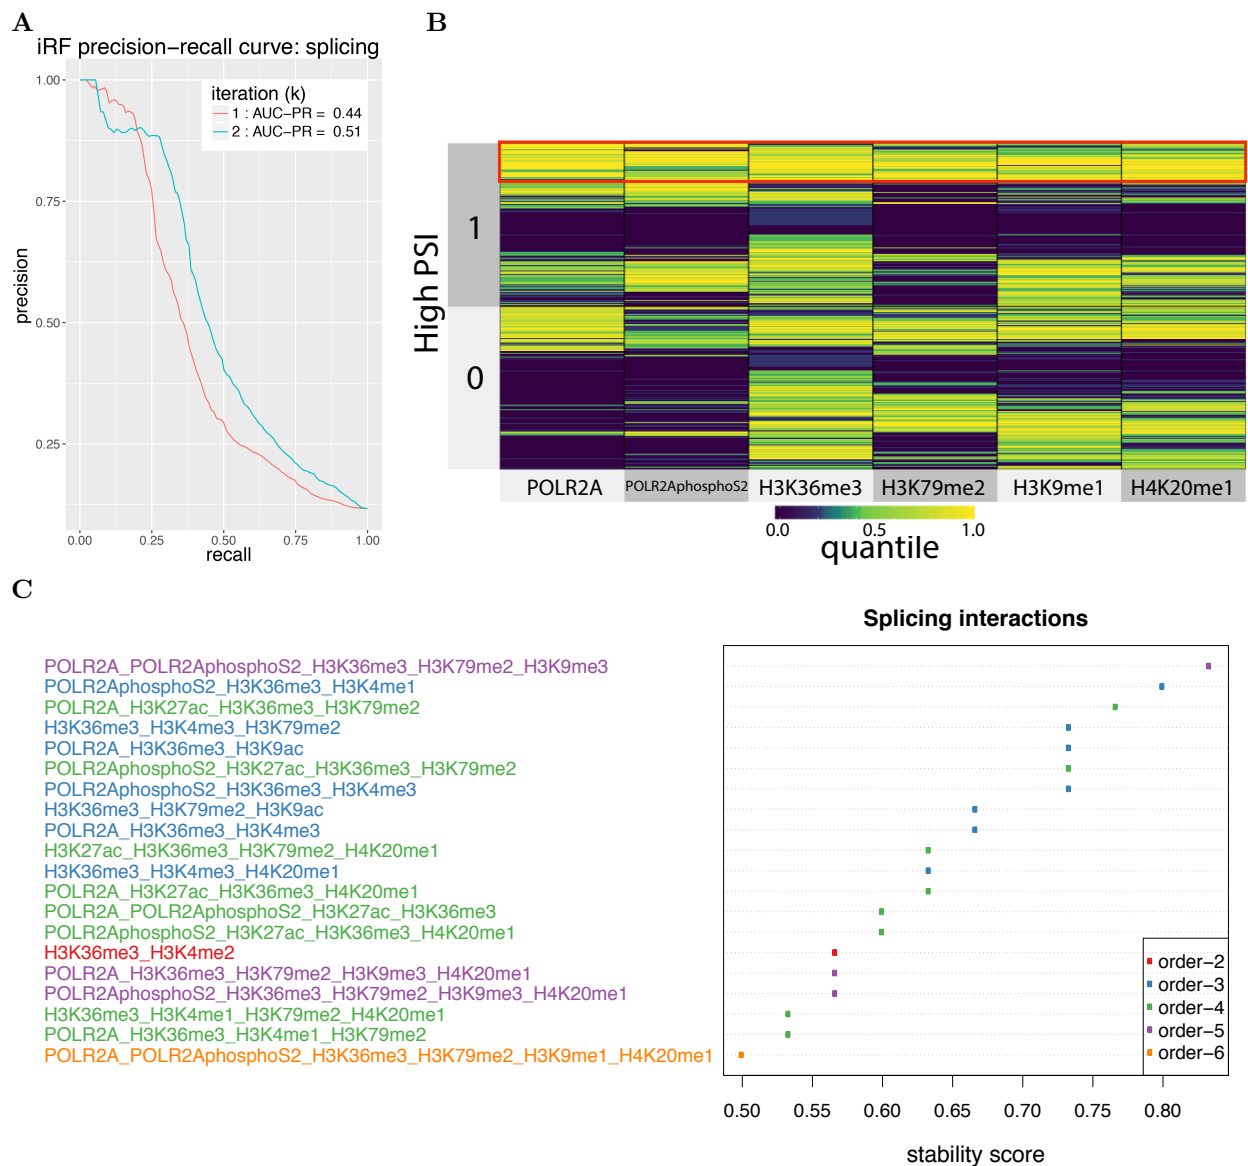 A
iRF precision−recall curve: splicing
iteration (k)
1 : AUC−PR = 0.44
2 : AUC−PR = 0.51
1.00
0.75
0.50
0.25
precision
0.00 0.25 0.50 0.75 1.00
recall
B
High PSI
1
0
POLR2A POLR2AphosphoS2 H3K36me3 H3K79me2 H3K9me1 H4K20me1
0.0 0.5 1.0
quantile
C
Splicing interactions
POLR2A_POLR2AphosphoS2_H3K36me3_H3K79me2_H3K9me3
POLR2AphosphoS2_H3K36me3_H3K4me1
POLR2A_H3K27ac_H3K36me3_H3K79me2
H3K36me3_H3K4me3_H3K79me2
POLR2A_H3K36me3_H3K9ac
POLR2AphosphoS2_H3K27ac_H3K36me3_H3K79me2
POLR2AphosphoS2_H3K36me3_H3K4me3
H3K36me3_H3K79me2_H3K9ac
POLR2A_H3K36me3_H3K4me3
H3K27ac_H3K36me3_H3K79me2_H4K20me1
H3K36me3_H3K4me3_H4K20me1
POLR2A_H3K27ac_H3K36me3_H4K20me1
POLR2A_POLR2AphosphoS2_H3K27ac_H3K36me3
POLR2AphosphoS2_H3K27ac_H3K36me3_H4K20me1
H3K36me3_H3K4me2
POLR2A_H3K36me3_H3K79me2_H3K9me3_H4K20me1
POLR2AphosphoS2_H3K36me3_H3K79me2_H3K9me3_H4K20me1
H3K36me3_H3K4me1_H3K79me2_H4K20me1
POLR2A_H3K36me3_H3K4me1_H3K79me2
POLR2A_POLR2AphosphoS2_H3K36me3_H3K79me2_H3K9me1_H4K20me1
order−2
order−3
order−4
order−5
order−6
0.50 0.55 0.60 0.65 0.70 0.75 0.80
stability score